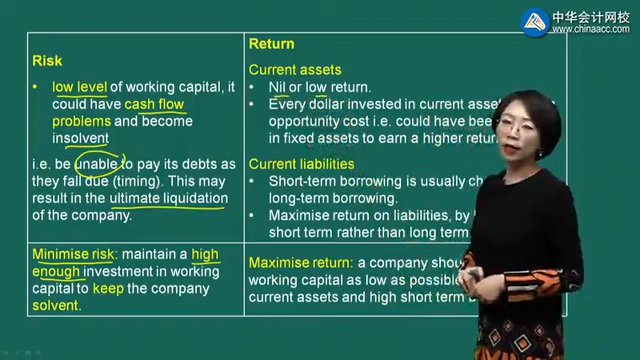 中华会计网校
www.chinaacc.com
Risk
• low level of working capital, it
could have cash flow
problems and become
insolvent
i.e. be unable to pay its debts as
they fall due (timing). This may
result in the ultimate liquidation
of the company.
Return
Current assets
• Nil or low return.
• Every dollar invested in current asset
opportunity cost i.e. could have bee
in fixed assets to earn a higher retur
Current liabilities
• Short-term borrowing is usually ch
long-term borrowing.
• Maximise return on liabilities, by
short term rather than long term.
Minimise risk: maintain a high
enough investment in working
capital to keep the company
solvent.
Maximise return: a company shou
working capital as low as possible
current assets and high short term